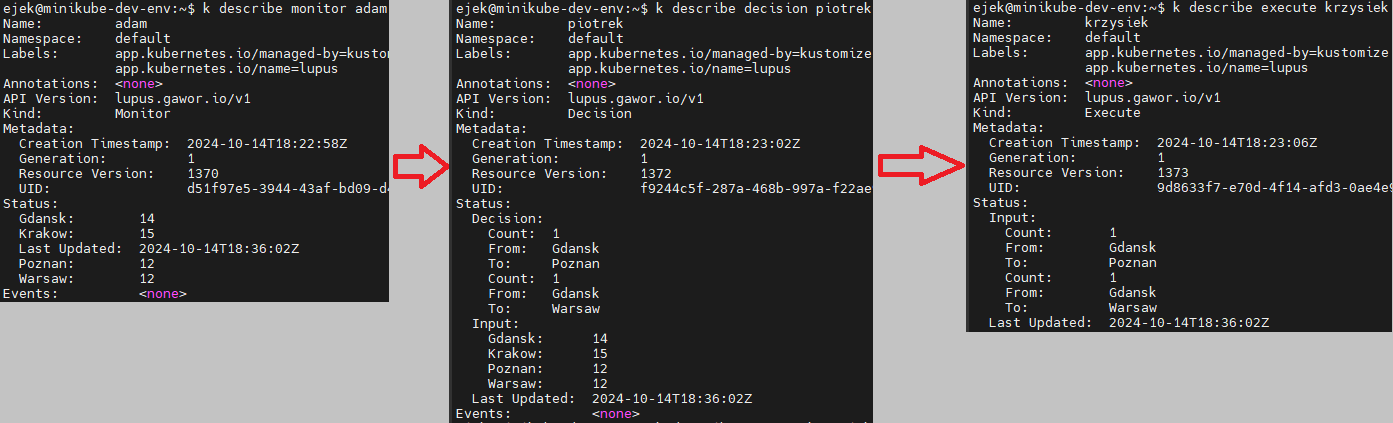 ejek@minikube-dev-env:~$ k describe monitor adam
Name:         adam
Namespace:    default
Labels:       app.kubernetes.io/managed-by=kustom
              app.kubernetes.io/name=lupus
Annotations:  <none>
API Version:  lupus.gawor.io/v1
Kind:         Monitor
Metadata:
  Creation Timestamp:  2024-10-14T18:22:58Z
  Generation:          1
  Resource Version:    1370
  UID:                 d51f97e5-3944-43af-bd09-d4
Status:
  Gdansk:        14
  Krakow:        15
  Last Updated:  2024-10-14T18:36:02Z
  Poznan:        12
  Warsaw:        12
Events:          <none>
ejek@minikube-dev-env:~$ k describe decision piotrek
Name:         piotrek
Namespace:    default
Labels:       app.kubernetes.io/managed-by=kustomize
              app.kubernetes.io/name=lupus
Annotations:  <none>
API Version:  lupus.gawor.io/v1
Kind:         Decision
Metadata:
  Creation Timestamp:  2024-10-14T18:23:02Z
  Generation:          1
  Resource Version:    1372
  UID:                 f9244c5f-287a-468b-997a-f22ae
Status:
  Decision:
    Count:  1
    From:   Gdansk
    To:     Poznan
    Count:  1
    From:   Gdansk
    To:     Warsaw
  Input:
    Gdansk:      14
    Krakow:      15
    Poznan:      12
    Warsaw:      12
  Last Updated:  2024-10-14T18:36:02Z
Events:          <none>
ejek@minikube-dev-env:~$ k describe execute krzysiek
Name:         krzysiek
Namespace:    default
Labels:       app.kubernetes.io/managed-by=kustomize
              app.kubernetes.io/name=lupus
Annotations:  <none>
API Version:  lupus.gawor.io/v1
Kind:         Execute
Metadata:
  Creation Timestamp:  2024-10-14T18:23:06Z
  Generation:          1
  Resource Version:    1373
  UID:                 9d8633f7-e70d-4f14-afd3-0ae4e9
Status:
  Input:
    Count:       1
    From:        Gdansk
    To:          Poznan
    Count:       1
    From:        Gdansk
    To:          Warsaw
  Last Updated:  2024-10-14T18:36:02Z